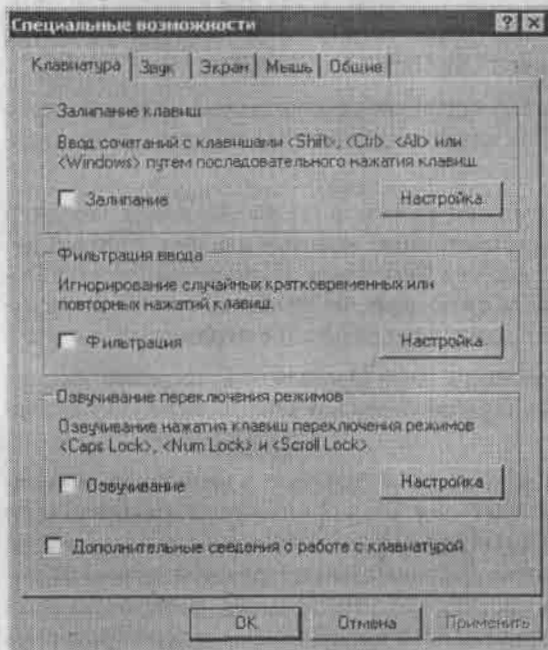 Специальные возможности
Клавиатура Звук Экран Мышь Общие
Залипание клавиш
Ввод сочетаний с клавишами <Shift>, <Ctrl>, <Alt> или
<Windows> путем последовательного нажатия клавиш.
Залипание
Настройка
Фильтрация ввода
Игнорирование случайных кратковременных или
повторных нажатий клавиш.
Фильтрация
Настройка
Озвучивание переключения режимов
Озвучивание нажатия клавиш переключения режимов
<Caps Lock>, <Num Lock> и <Scroll Lock>
Озвучивание
Настройка
Дополнительные сведения о работе с клавиатурой
OK Отмена Применить